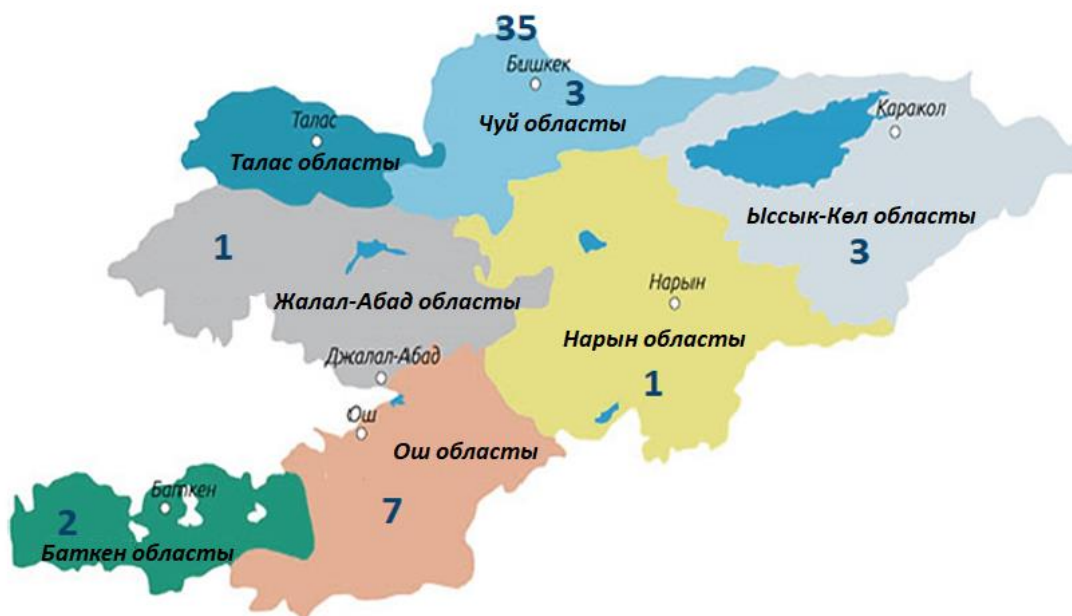 35
Бишкек
3
Чуй областы
Талас
Талас областы
Каракол
Ыссык-Көл областы
3
1
Жалал-Абад областы
Джалал-Абад
Нарын
Нарын областы
1
Ош
Ош областы
7
Баткен
2
Баткен областы